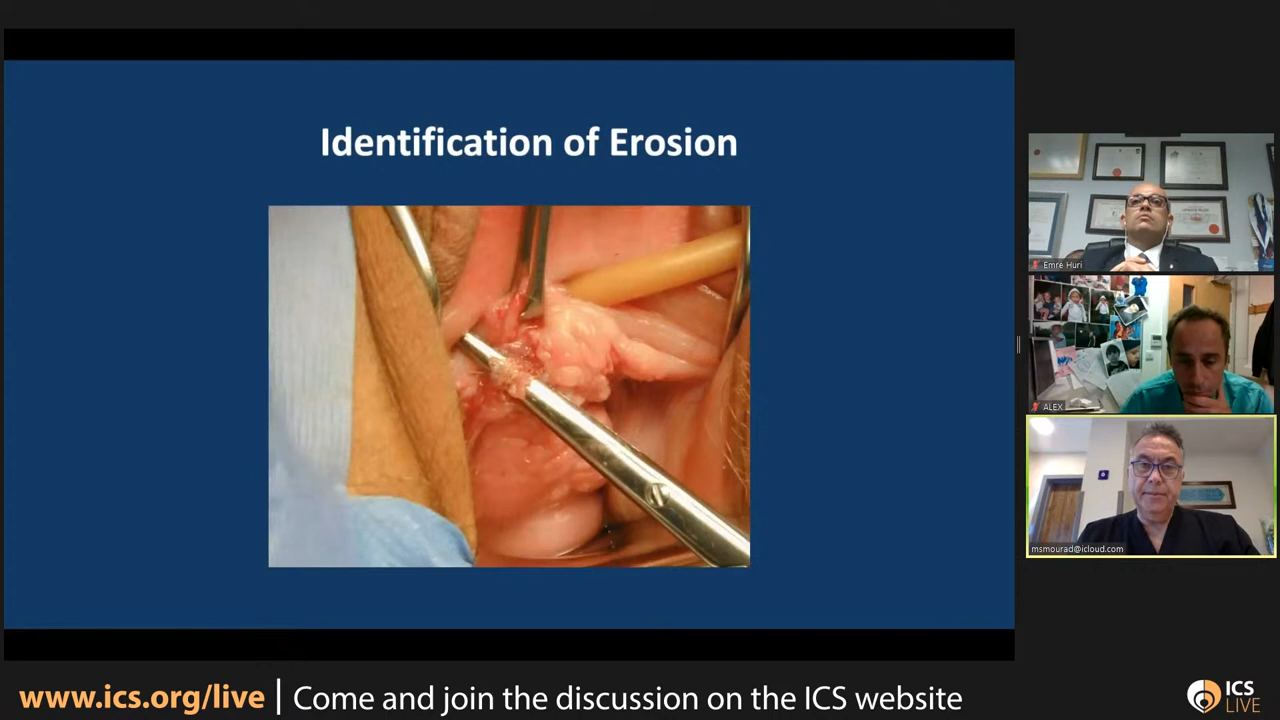 Identification of Erosion
Emre Huri
ALEX
msmourad@icloud.com
www.ics.org/live | Come and join the discussion on the ICS website
ICS
LIVE